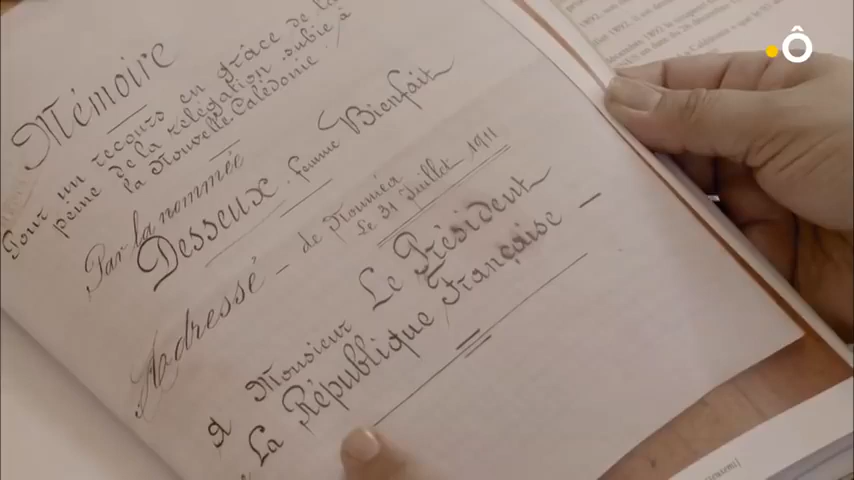 Mémoire
Pour un recours en grâce de la
peine de la relégation subie à
la Nouvelle Calédonie.
Par la nommée
Desseux. femme Bienfait
Adressé - de Nouméa
Le 31 Juillet 1911
A Monsieur Le Président
La République Française -
ô